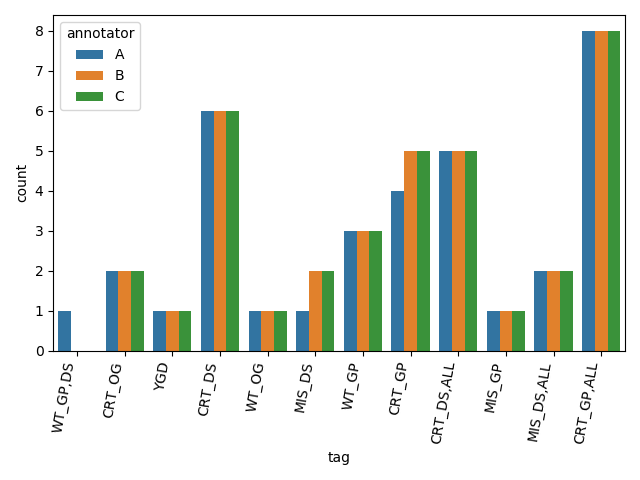 annotator
A
B
C
count
8
7
6
5
4
3
2
1
0
WT_GP,DS
CRT_OG
YGD
CRT_DS
WT_OG
MIS_DS
WT_GP
CRT_GP
CRT_DS,ALL
MIS_GP
MIS_DS,ALL
CRT_GP,ALL
tag